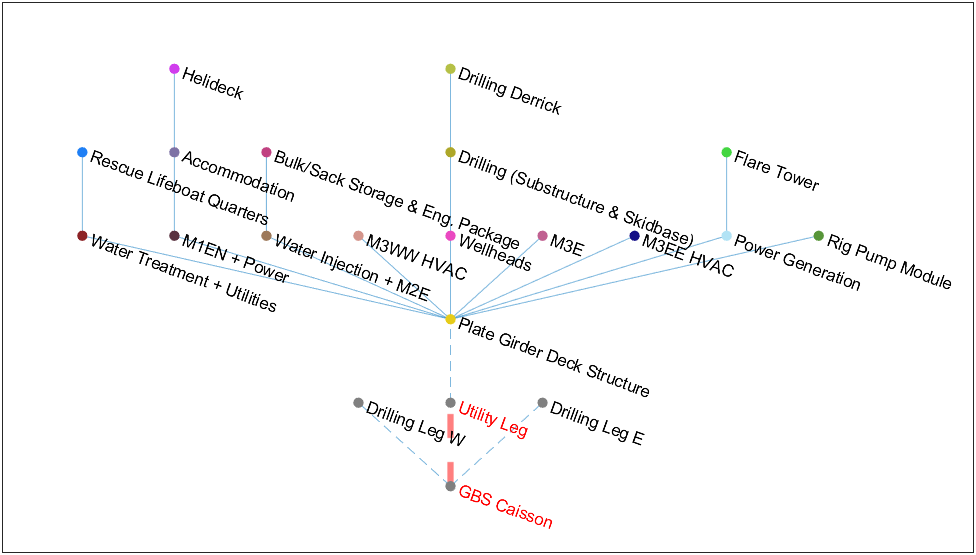 Helideck
Drilling Derrick
Rescue Lifeboat Quarters
Accommodation
Bulk/Sack Storage & Eng. Package
Drilling (Substructure & Skidbase)
Flare Tower
Water Treatment + Utilities
M1EN + Power
Water Injection + M2E
M3WW HVAC
Wellheads
M3E
M3EE HVAC
Power Generation
Rig Pump Module
Plate Girder Deck Structure
Drilling Leg W
Utility Leg
Drilling Leg E
GBS Caisson